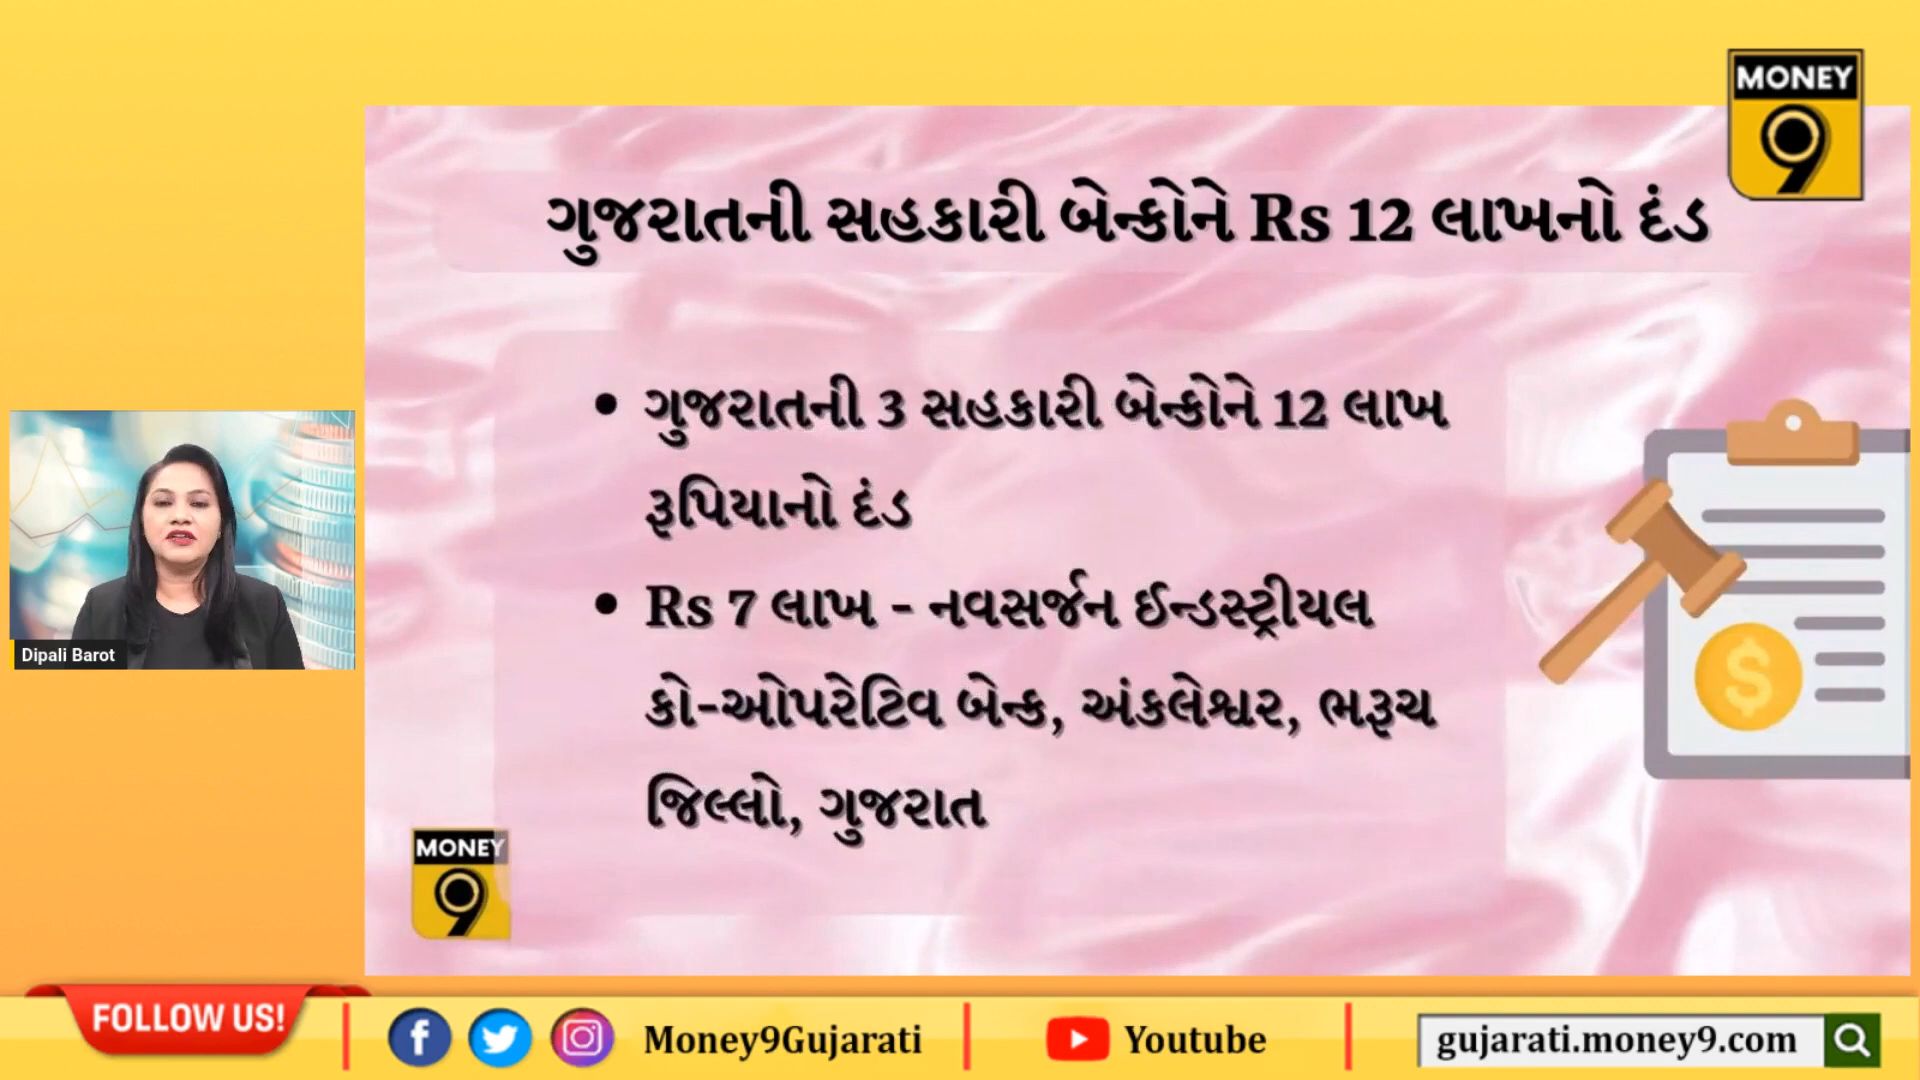 MONEY
9
ગુજરાતની સહકારી બેન્કોને Rs 12 લાખનો દંડ
• ગુજરાતની 3 સહકારી બેન્કોને 12 લાખ
રૂપિયાનો દંડ
• Rs 7 લાખ - નવસર્જન ઈન્ડસ્ટ્રીયલ
કો-ઓપરેટિવ બેન્ક, અંકલેશ્વર, ભરૂચ
જિલ્લો, ગુજરાત
Dipali Barot
MONEY
9
FOLLOW US!
Money9Gujarati
Youtube
gujarati.money9.com